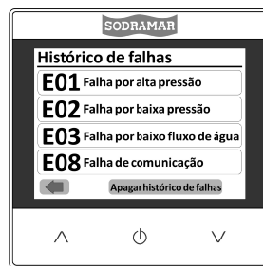 SODRAMAR
Histórico de falhas
E01 Falha por alta pressão
E02 Falha por baixa pressão
E03 Falha por baixo fluxo de água
E08 Falha de comunicação
Apagar histórico de falhas